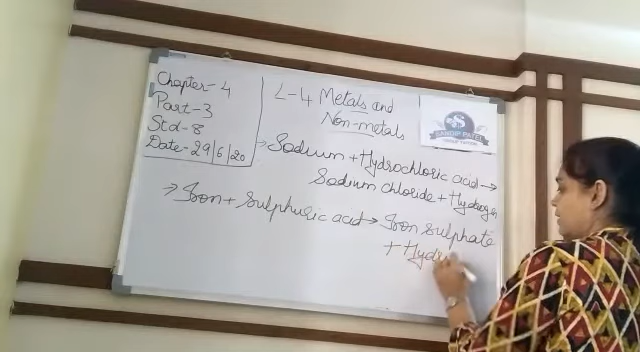 Chapter-4
Part-3
Std-8
Date-29/6/20
L-4 Metals and
Non-metals
SANDIP PATEL
→ Sodium + Hydrochloric acid →
Sodium chloride + Hydrogen
→ Iron + Sulphuric acid → Iron sulphate
+ Hydr